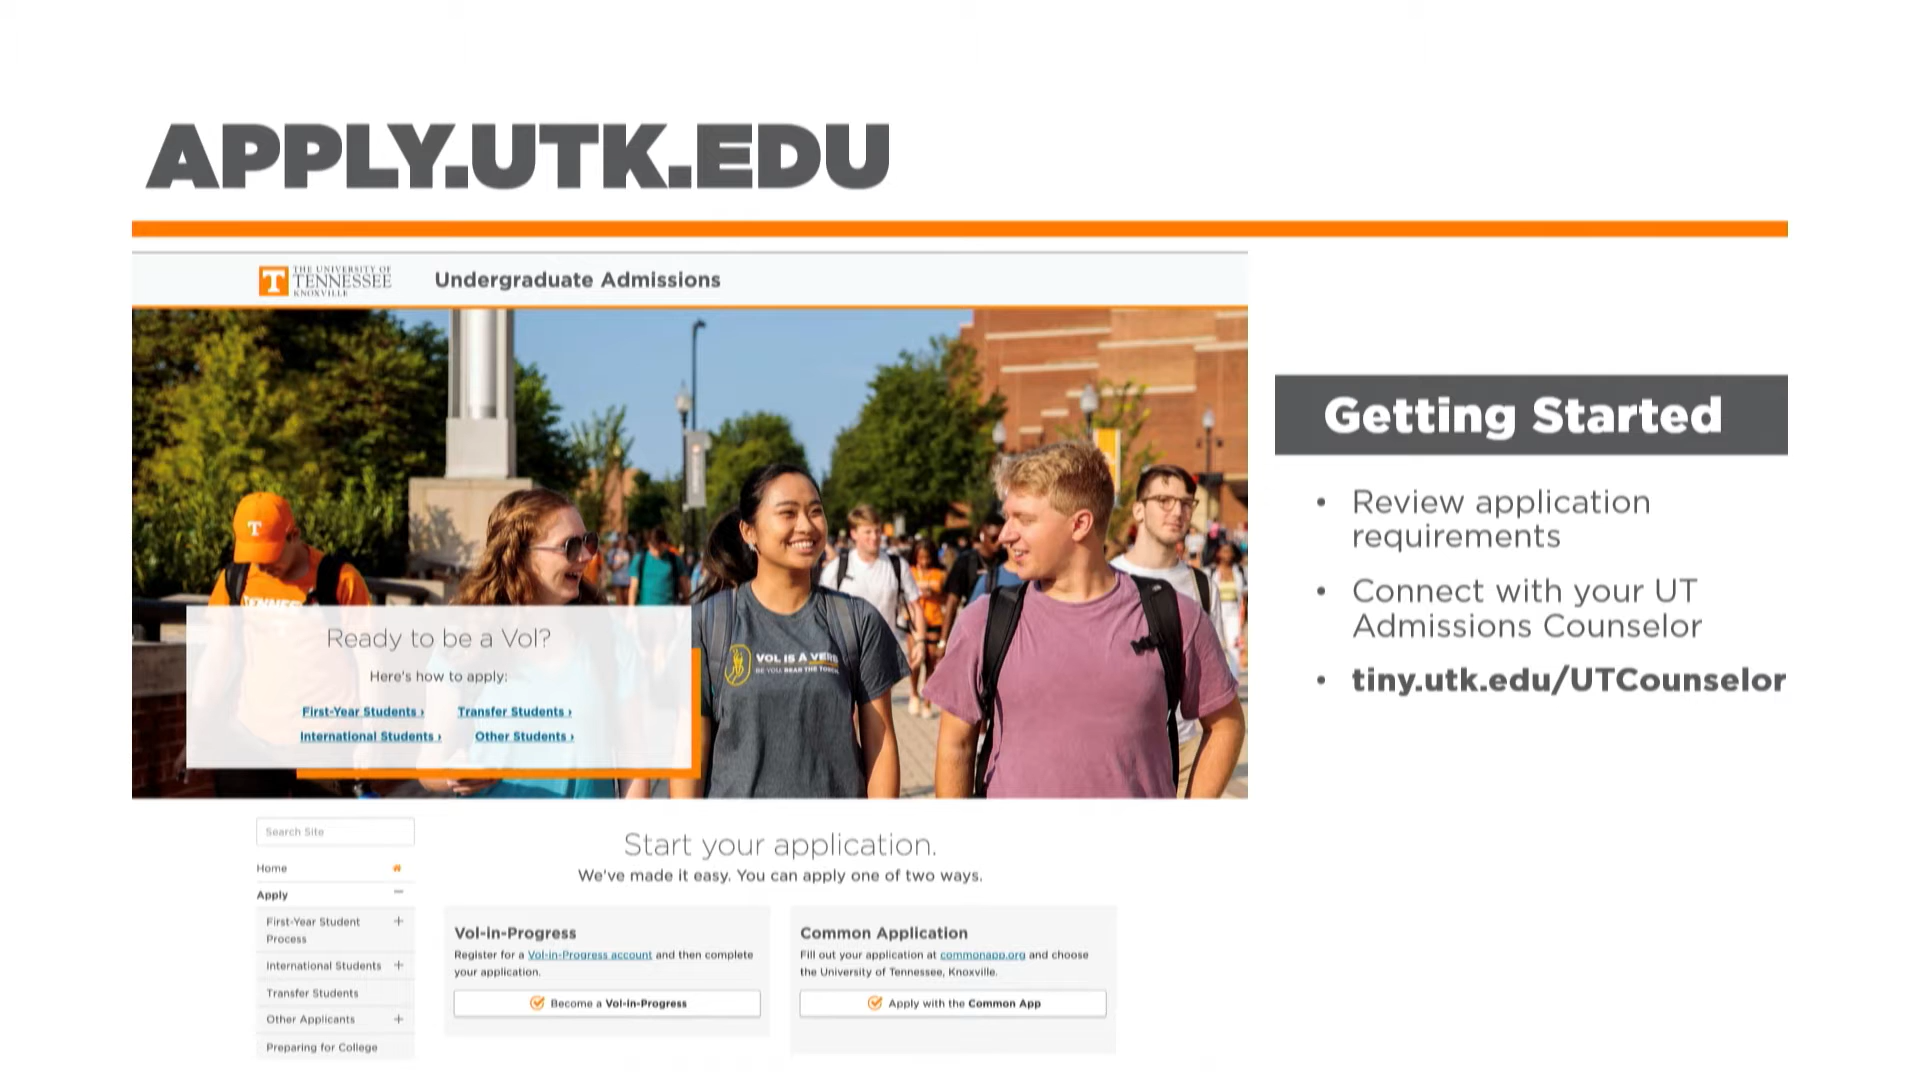 APPLY.UTK.EDU
THE UNIVERSITY OF
TENNESSEE
KNOXVILLE
Undergraduate Admissions
T
Ready to be a Vol?
Here's how to apply:
First-Year Students ›
Transfer Students ›
International Students ›
Other Students ›
VOL IS A VERB
BE YOU. BEAR THE TORCH.
Getting Started
• Review application
requirements
• Connect with your UT
Admissions Counselor
• tiny.utk.edu/UTCounselor
Search Site
Home
Apply
First-Year Student
Process
International Students
Transfer Students
Other Applicants
Preparing for College
Start your application.
We've made it easy. You can apply one of two ways.
Vol-in-Progress
Register for a Vol-in-Progress account and then complete
your application.
Become a Vol-in-Progress
Common Application
Fill out your application at commonapp.org and choose
the University of Tennessee, Knoxville.
Apply with the Common App